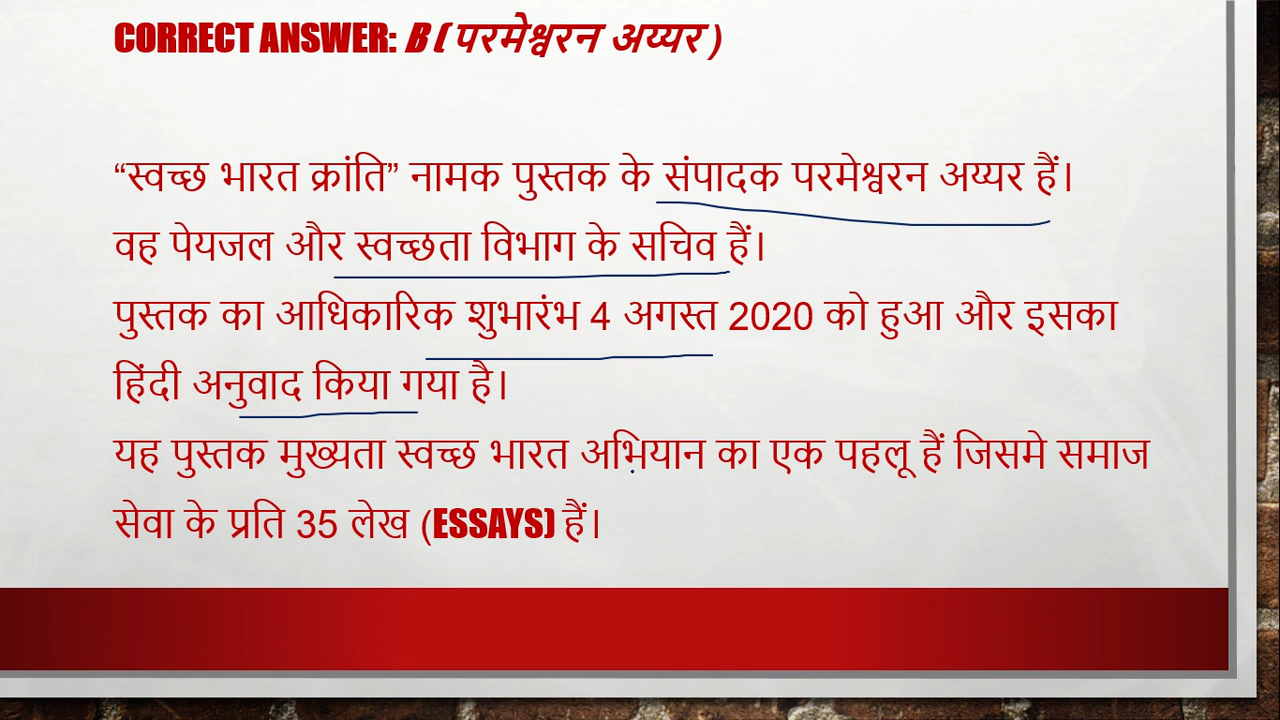 CORRECT ANSWER: B ( परमेश्वरन अय्यर )
“स्वच्छ भारत क्रांति” नामक पुस्तक के संपादक परमेश्वरन अय्यर हैं।
वह पेयजल और स्वच्छता विभाग के सचिव हैं।
पुस्तक का आधिकारिक शुभारंभ 4 अगस्त 2020 को हुआ और इसका
हिंदी अनुवाद किया गया है।
यह पुस्तक मुख्यता स्वच्छ भारत अभियान का एक पहलू हैं जिसमे समाज
सेवा के प्रति 35 लेख (ESSAYS) हैं।